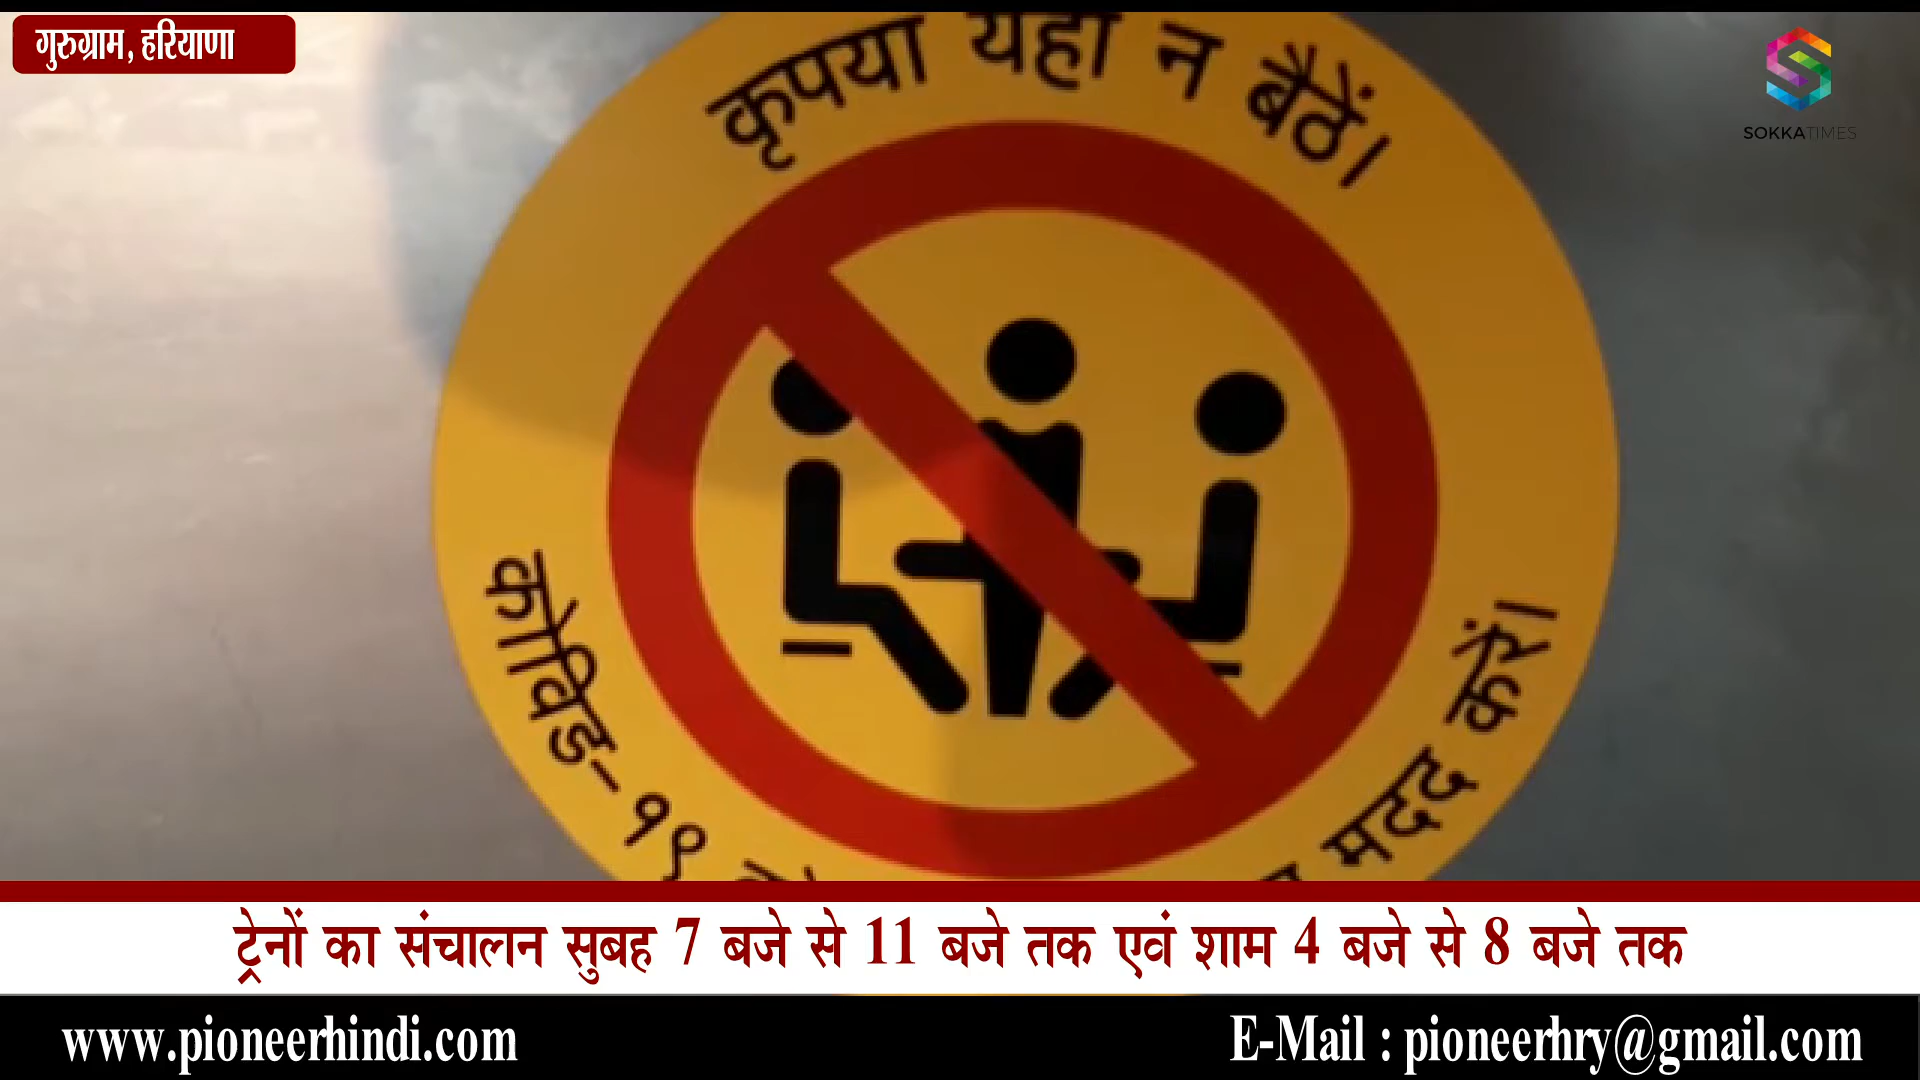 गुरुग्राम, हरियाणा
SOKKATIMES
कृपया यहाँ न बैठें।
कोविड-१९
मदद करें।
ट्रेनों का संचालन सुबह 7 बजे से 11 बजे तक एवं शाम 4 बजे से 8 बजे तक
www.pioneerhindi.com
E-Mail : pioneerhry@gmail.com